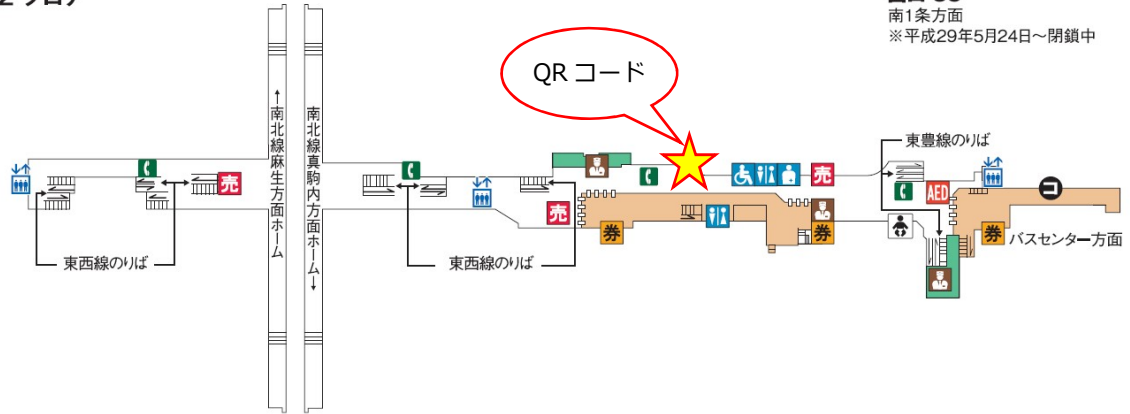 フロア
南1条方面
※平成29年5月24日～閉鎖中
QRコード
←南北線麻生方面ホーム
南北線真駒内方面ホーム→
東豊線のりば
売
売
売
AED
コ
券
券
券
バスセンター方面
東西線のりば
東西線のりば